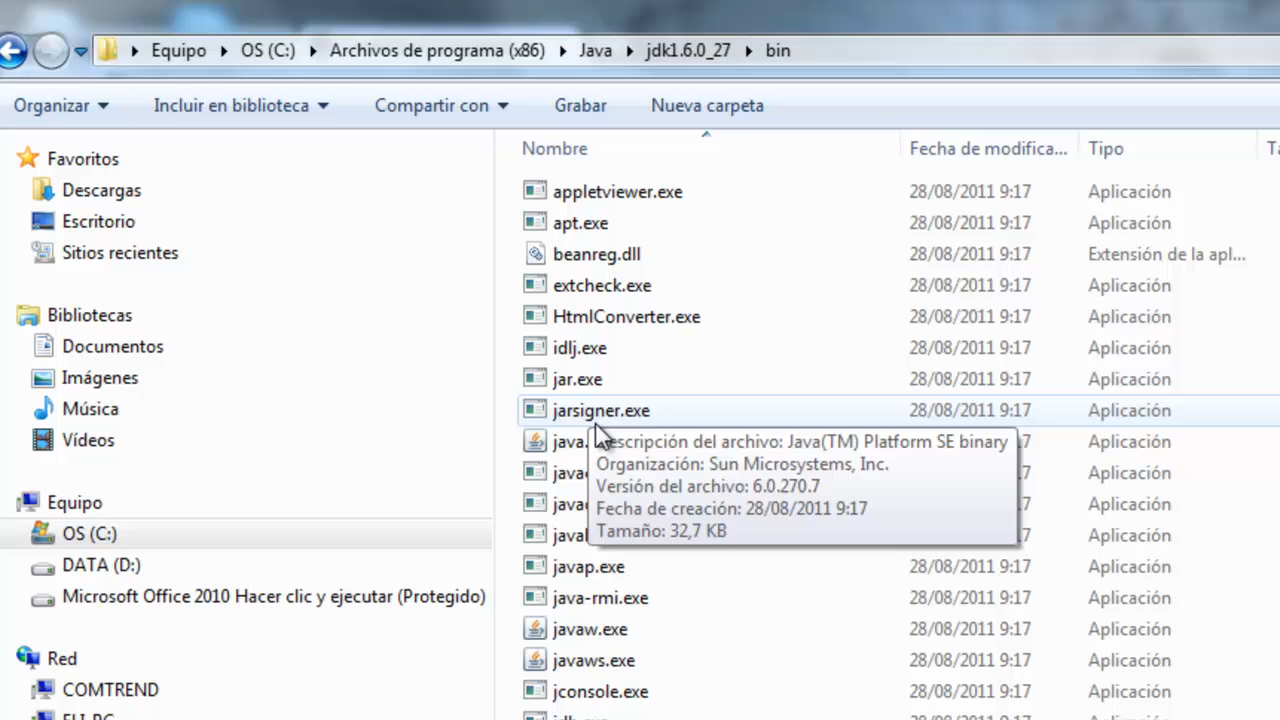 Equipo OS (C:) Archivos de programa (x86) Java jdk1.6.0_27 bin
Organizar Incluir en biblioteca Compartir con Grabar Nueva carpeta
Favoritos
Descargas
Escritorio
Sitios recientes
Bibliotecas
Documentos
Imágenes
Música
Vídeos
Equipo
OS (C:)
DATA (D:)
Microsoft Office 2010 Hacer clic y ejecutar (Protegido)
Red
COMTREND
Nombre Fecha de modifica... Tipo
appletviewer.exe 28/08/2011 9:17 Aplicación
apt.exe 28/08/2011 9:17 Aplicación
beanreg.dll 28/08/2011 9:17 Extensión de la apl...
extcheck.exe 28/08/2011 9:17 Aplicación
HtmlConverter.exe 28/08/2011 9:17 Aplicación
idlj.exe 28/08/2011 9:17 Aplicación
jar.exe 28/08/2011 9:17 Aplicación
jarsigner.exe 28/08/2011 9:17 Aplicación
Aplicación
Aplicación
Aplicación
Aplicación
javap.exe 28/08/2011 9:17 Aplicación
java-rmi.exe 28/08/2011 9:17 Aplicación
javaw.exe 28/08/2011 9:17 Aplicación
javaws.exe 28/08/2011 9:17 Aplicación
jconsole.exe 28/08/2011 9:17 Aplicación
escripción del archivo: Java(TM) Platform SE binary
Organización: Sun Microsystems, Inc.
Versión del archivo: 6.0.270.7
Fecha de creación: 28/08/2011 9:17
Tamaño: 32,7 KB